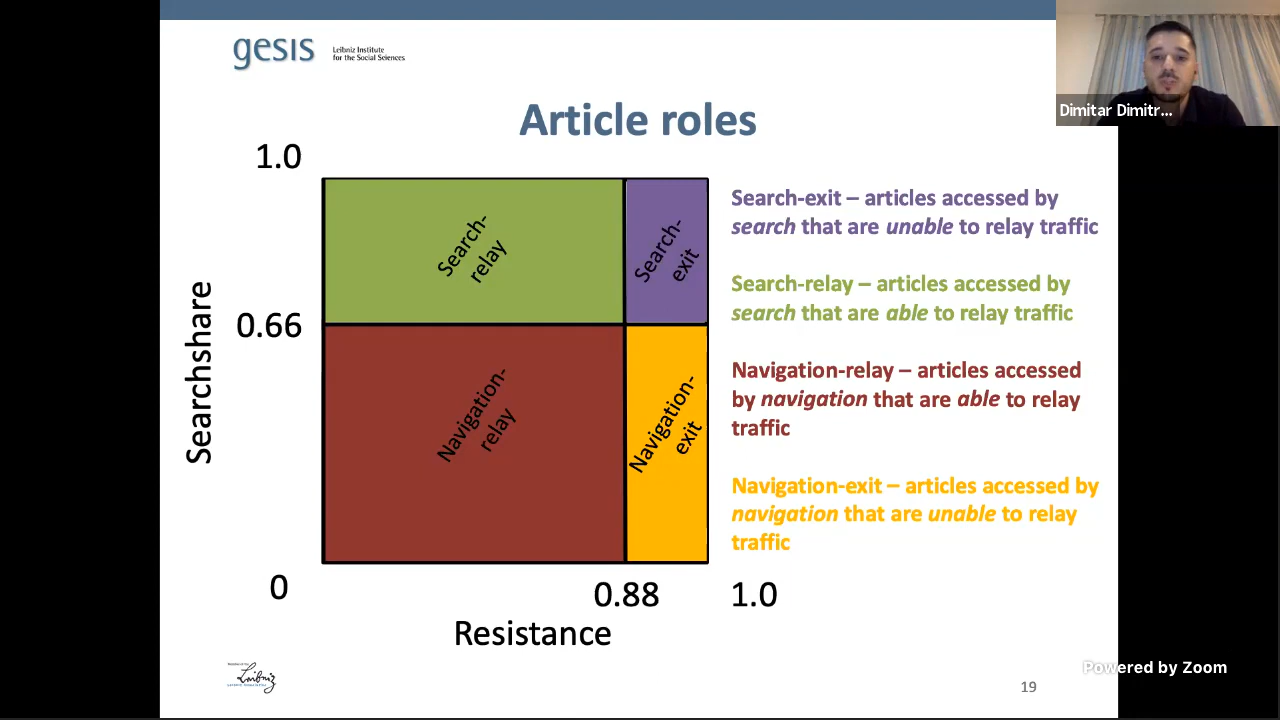 gesis
Leibniz Institute
for the Social Sciences
Dimitar Dimitr...
Article roles
1.0
0.66
0
Searchshare
Search-
relay
Search-
exit
Navigation-
relay
Navigation-
exit
0.88
1.0
Resistance
Search-exit – articles accessed by
search that are unable to relay traffic
Search-relay – articles accessed by
search that are able to relay traffic
Navigation-relay – articles accessed
by navigation that are able to relay
traffic
Navigation-exit – articles accessed by
navigation that are unable to relay
traffic
Leibniz
19
Powered by Zoom